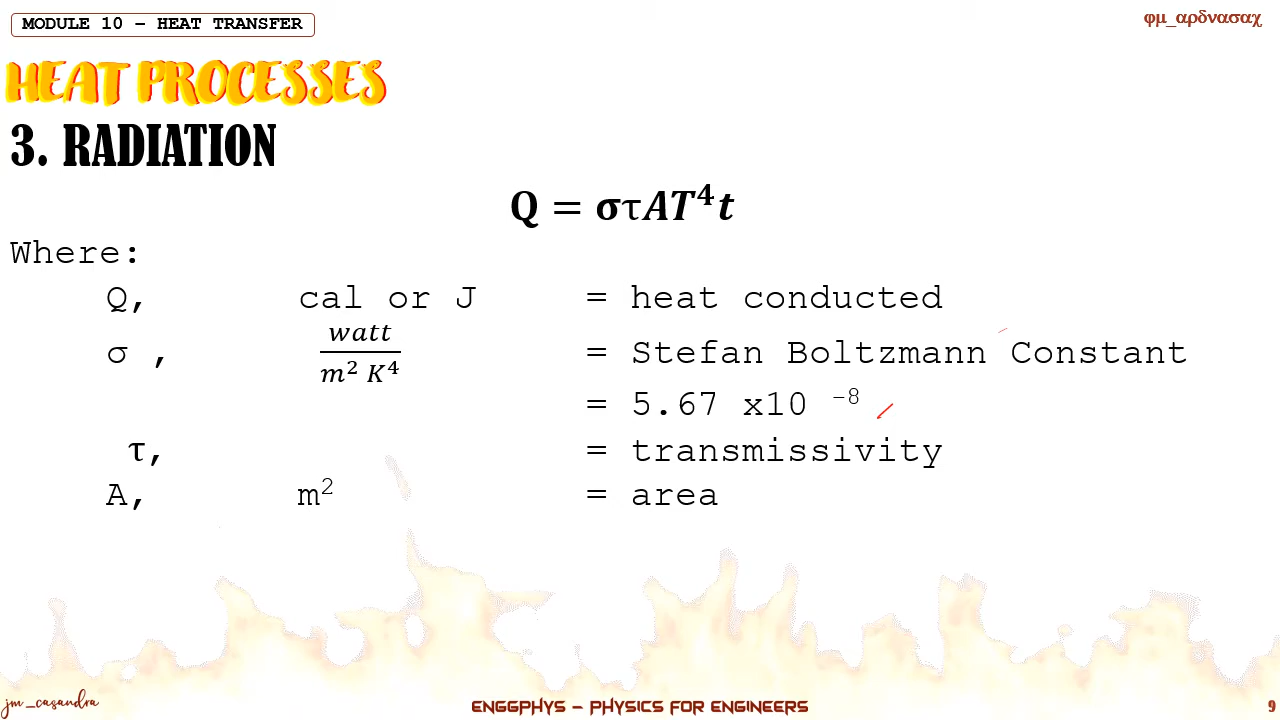 MODULE 10 – HEAT TRANSFER
φμ_αρδνασαχ
HEAT PROCESSES
3. RADIATION
Q = στAT⁴t
Where:
Q, cal or J = heat conducted
σ , watt/m² K⁴ = Stefan Boltzmann Constant
= 5.67 x10 ⁻⁸
τ, = transmissivity
A, m² = area
jm_casandra
ENGGPHYS – PHYSICS FOR ENGINEERS
9